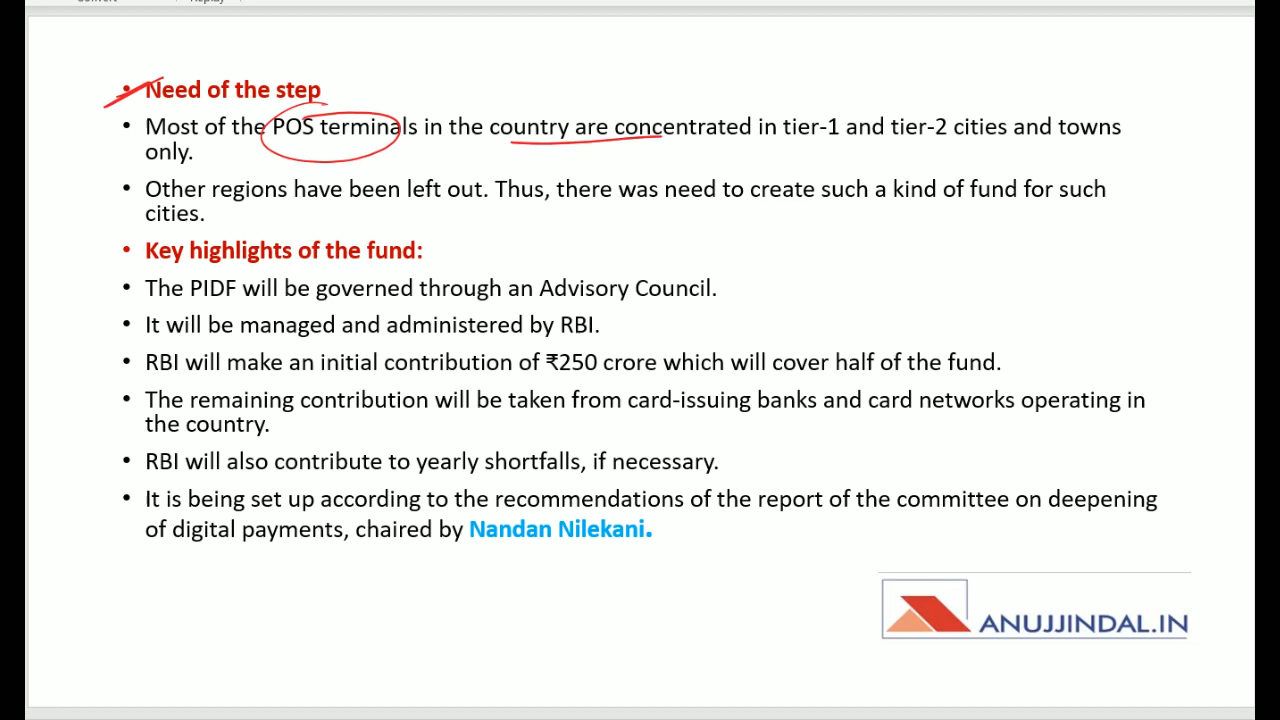 • Need of the step
• Most of the POS terminals in the country are concentrated in tier-1 and tier-2 cities and towns
only.
• Other regions have been left out. Thus, there was need to create such a kind of fund for such
cities.
• Key highlights of the fund:
• The PIDF will be governed through an Advisory Council.
• It will be managed and administered by RBI.
• RBI will make an initial contribution of ₹250 crore which will cover half of the fund.
• The remaining contribution will be taken from card-issuing banks and card networks operating in
the country.
• RBI will also contribute to yearly shortfalls, if necessary.
• It is being set up according to the recommendations of the report of the committee on deepening
of digital payments, chaired by Nandan Nilekani.
ANUJJINDAL.IN